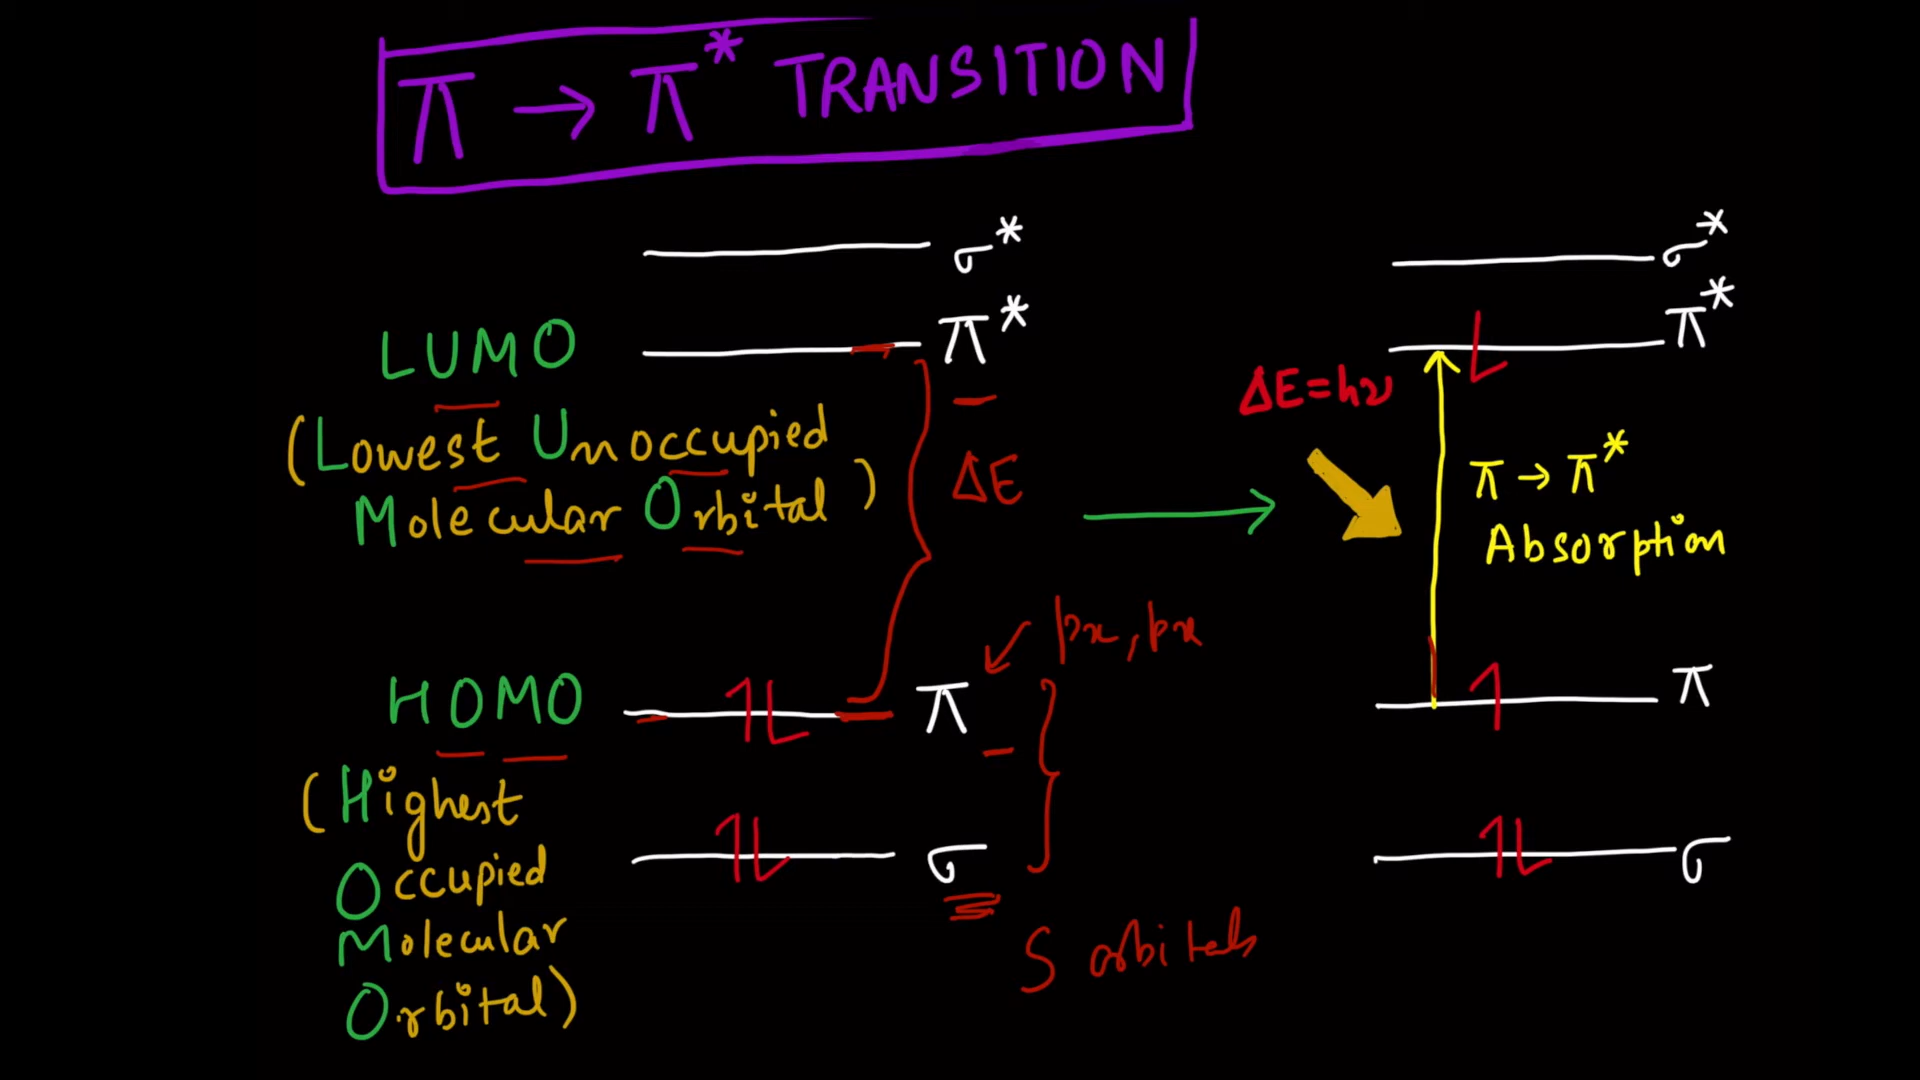 π → π* TRANSITION
σ*
π*
LUMO
(Lowest Unoccupied
Molecular Orbital)
ΔE
px, px
HOMO
π
(Highest
Occupied
Molecular
Orbital)
σ
S orbitals
σ*
π*
ΔE=hν
π → π*
Absorption
π
σ